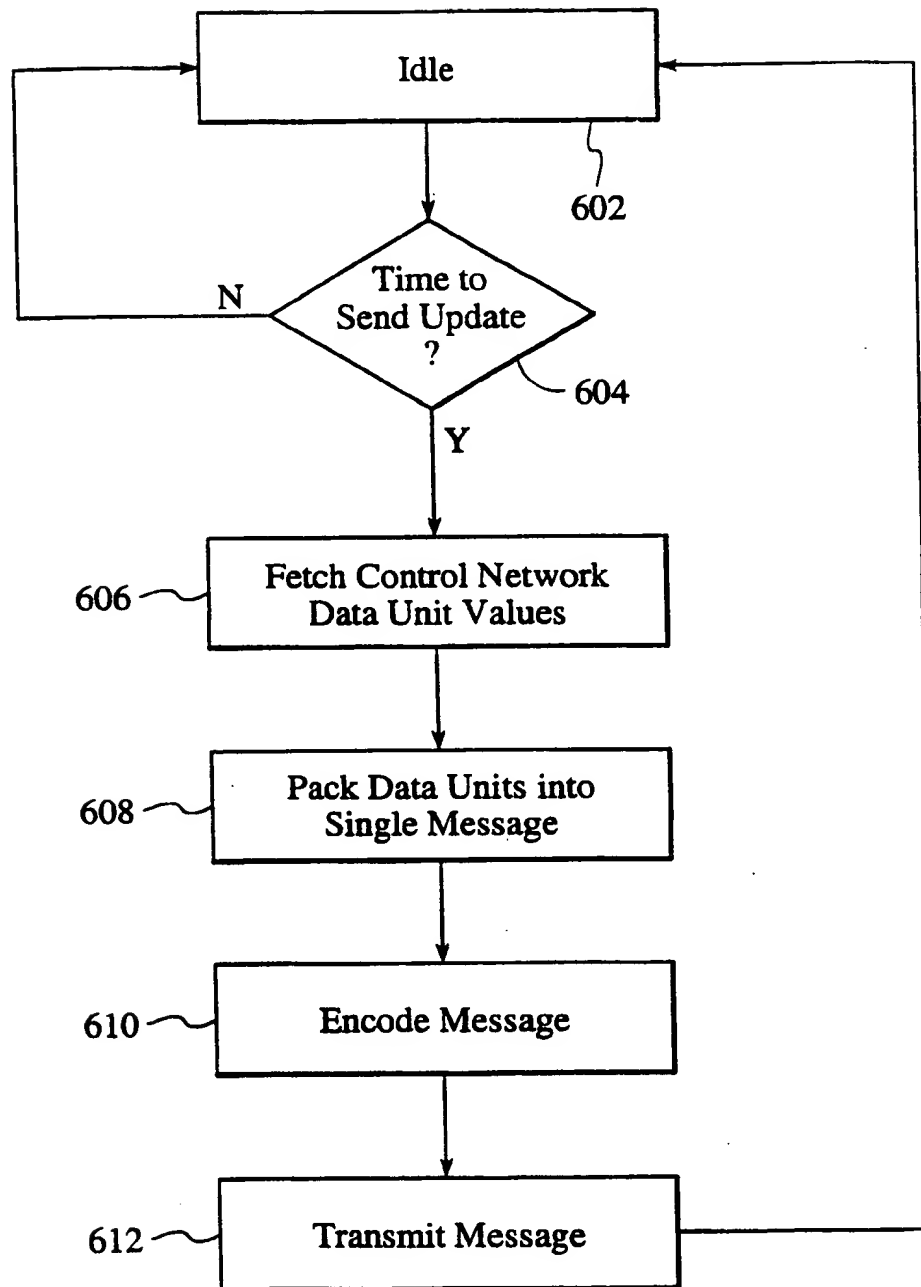 Idle
602
Time to
Send Update
?
N
604
Y
Fetch Control Network
Data Unit Values
606
Pack Data Units into
Single Message
608
Encode Message
610
Transmit Message
612